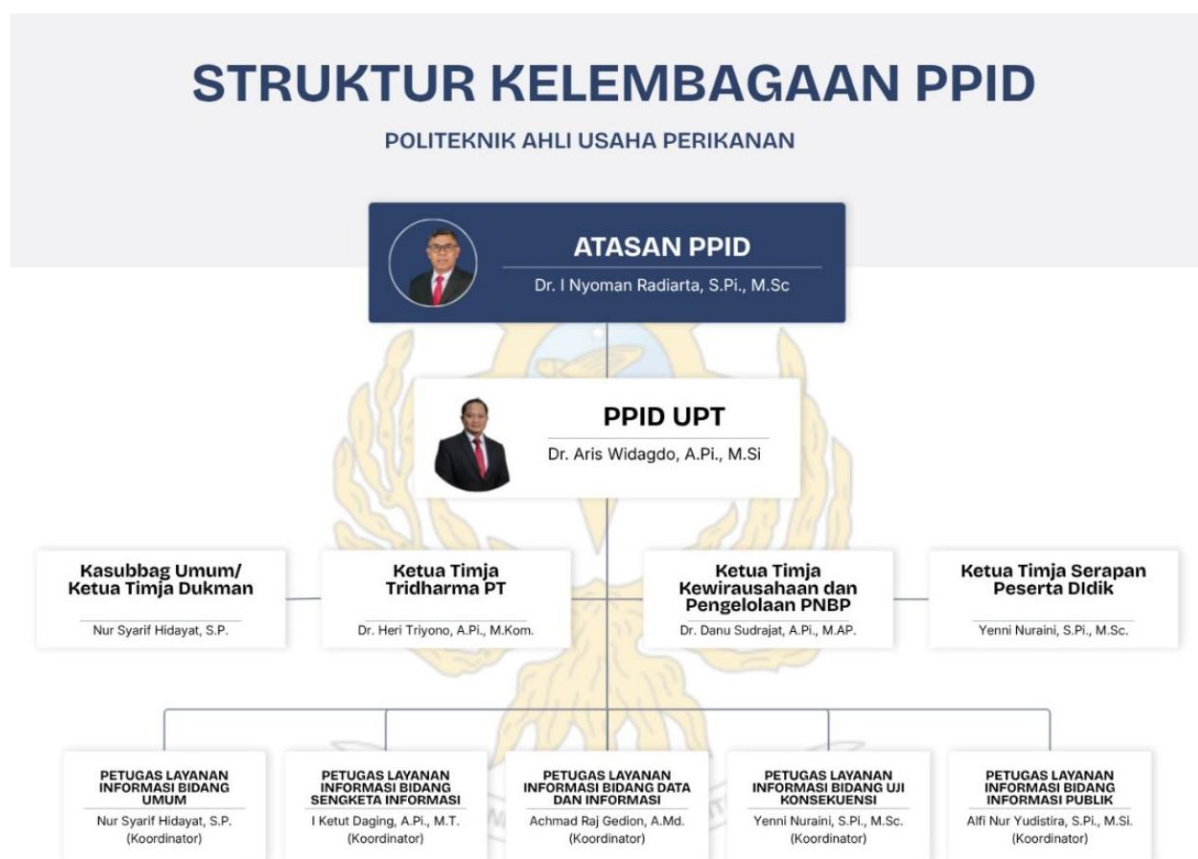 STRUKTUR KELEMBAGAAN PPID
POLITEKNIK AHLI USAHA PERIKANAN
ATASAN PPID
Dr. I Nyoman Radiarta, S.Pi., M.Sc
PPID UPT
Dr. Aris Widagdo, A.Pi., M.Si
Kasubbag Umum/
Ketua Timja Dukman
Nur Syarif Hidayat, S.P.
Ketua Timja
Tridharma PT
Dr. Heri Triyono, A.Pi., M.Kom.
Ketua Timja
Kewirausahaan dan
Pengelolaan PNBP
Dr. Danu Sudrajat, A.Pi., M.AP.
Ketua Timja Serapan
Peserta DIdik
Yenni Nuraini, S.Pi., M.Sc.
PETUGAS LAYANAN
INFORMASI BIDANG
UMUM
Nur Syarif Hidayat, S.P.
(Koordinator)
PETUGAS LAYANAN
INFORMASI BIDANG
SENGKETA INFORMASI
I Ketut Daging, A.Pi., M.T.
(Koordinator)
PETUGAS LAYANAN
INFORMASI BIDANG DATA
DAN INFORMASI
Achmad Raj Gedion, A.Md.
(Koordinator)
PETUGAS LAYANAN
INFORMASI BIDANG UJI
KONSEKUENSI
Yenni Nuraini, S.Pi., M.Sc.
(Koordinator)
PETUGAS LAYANAN
INFORMASI BIDANG
INFORMASI PUBLIK
Alfi Nur Yudistira, S.Pi., M.Si.
(Koordinator)